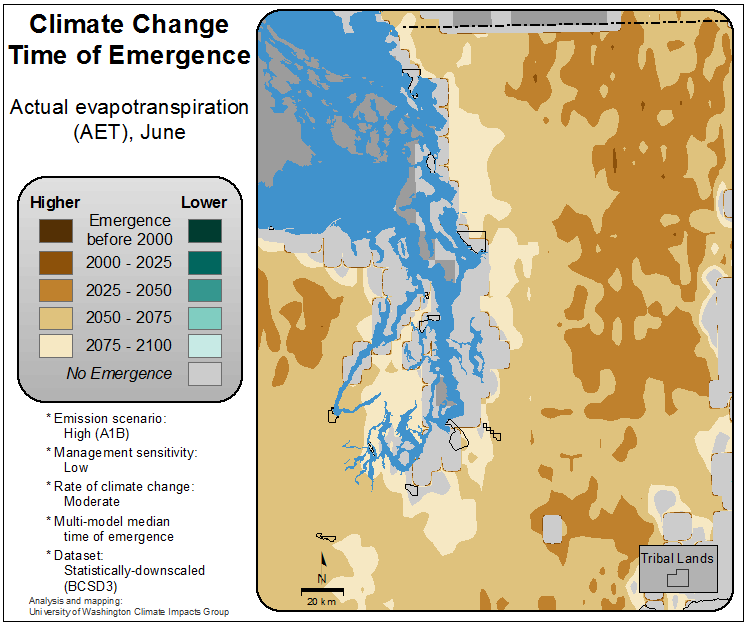 Climate Change
Time of Emergence
Actual evapotranspiration
(AET), June
Higher Lower
Emergence
before 2000
2000 - 2025
2025 - 2050
2050 - 2075
2075 - 2100
No Emergence
* Emission scenario:
High (A1B)
* Management sensitivity:
Low
* Rate of climate change:
Moderate
* Multi-model median
time of emergence
* Dataset:
Statistically-downscaled
(BCSD3)
Analysis and mapping:
University of Washington Climate Impacts Group
N
20 km
Tribal Lands